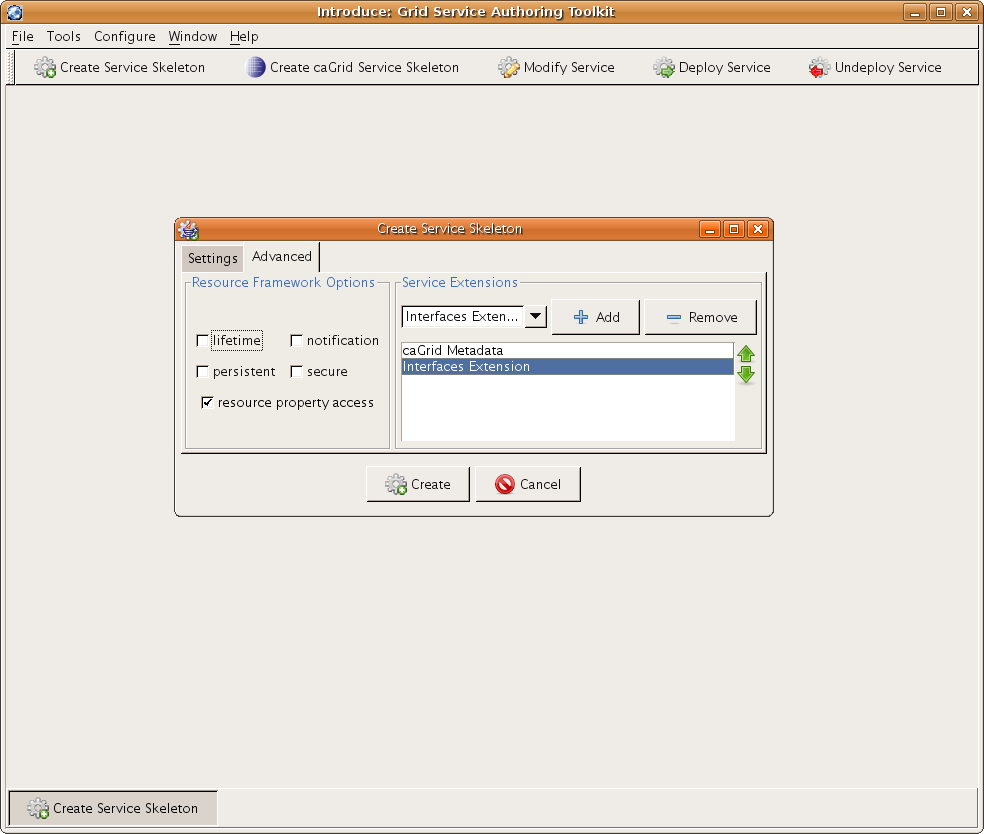 Introduce: Grid Service Authoring Toolkit
File Tools Configure Window Help
Create Service Skeleton Create caGrid Service Skeleton Modify Service Deploy Service Undeploy Service
Create Service Skeleton
Settings Advanced
Resource Framework Options Service Extensions
Interfaces Exten... Add Remove
lifetime notification
caGrid Metadata
Interfaces Extension
persistent secure
resource property access
Create Cancel
Create Service Skeleton